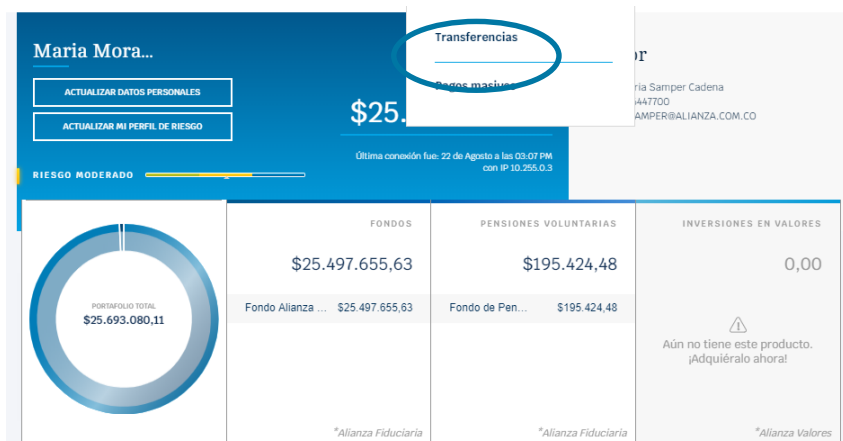 Transferencias
Pagos masivos
Maria Mora...
ACTUALIZAR DATOS PERSONALES
ACTUALIZAR MI PERFIL DE RIESGO
$25.
Última conexión fue: 22 de Agosto a las 03:07 PM
con IP 10.255.0.3
RIESGO MODERADO
or
ria Samper Cadena
447700
AMPER@ALIANZA.COM.CO
PORTAFOLIO TOTAL
$25.693.080,11
FONDOS
$25.497.655,63
Fondo Alianza ... $25.497.655,63
*Alianza Fiduciaria
PENSIONES VOLUNTARIAS
$195.424,48
Fondo de Pen... $195.424,48
*Alianza Fiduciaria
INVERSIONES EN VALORES
0,00
Aún no tiene este producto.
¡Adquiéralo ahora!
*Alianza Valores